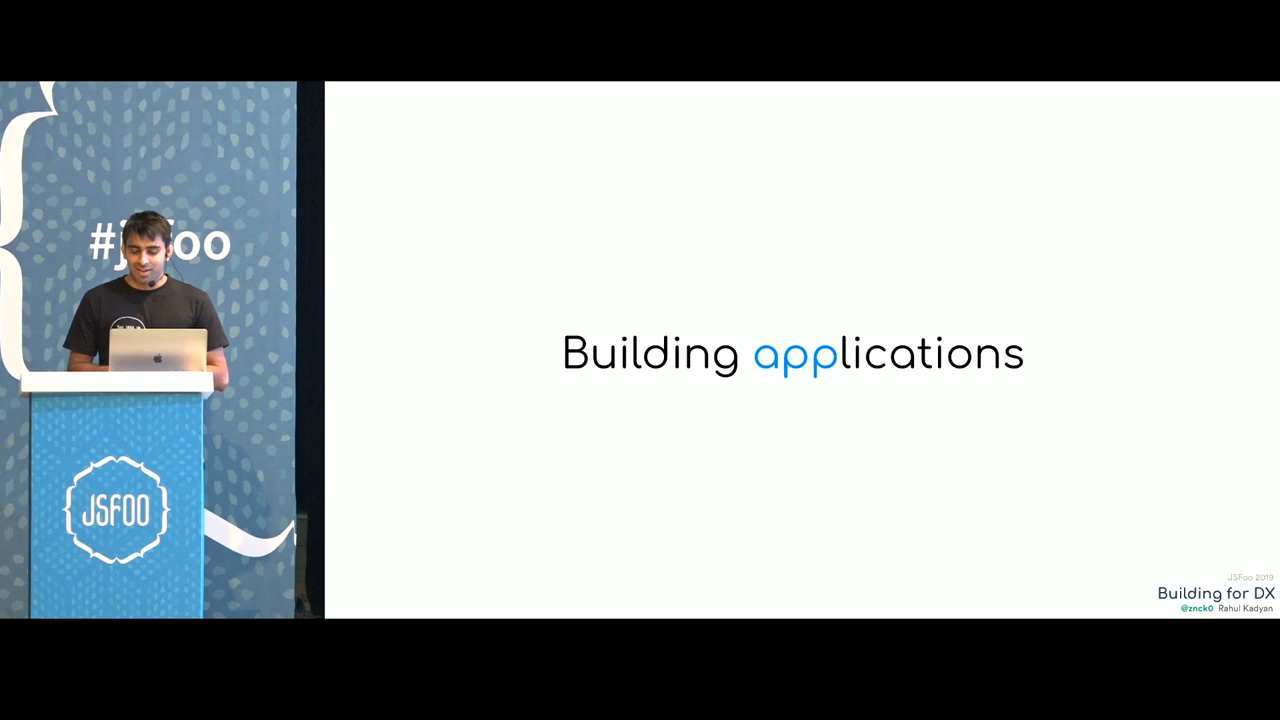 #jsfoo
JSFOO
Building applications
JSFoo 2019
Building for DX
@znck0 Rahul Kadyan